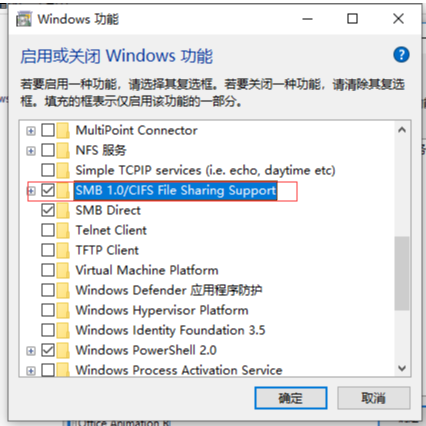 Windows 功能
启用或关闭 Windows 功能
若要启用一种功能，请选择其复选框。若要关闭一种功能，请清除其复选
框。填充的框表示仅启用该功能的一部分。
MultiPoint Connector
NFS 服务
Simple TCPIP services (i.e. echo, daytime etc)
SMB 1.0/CIFS File Sharing Support
SMB Direct
Telnet Client
TFTP Client
Virtual Machine Platform
Windows Defender 应用程序防护
Windows Hypervisor Platform
Windows Identity Foundation 3.5
Windows PowerShell 2.0
Windows Process Activation Service
确定
取消
Office Animation R